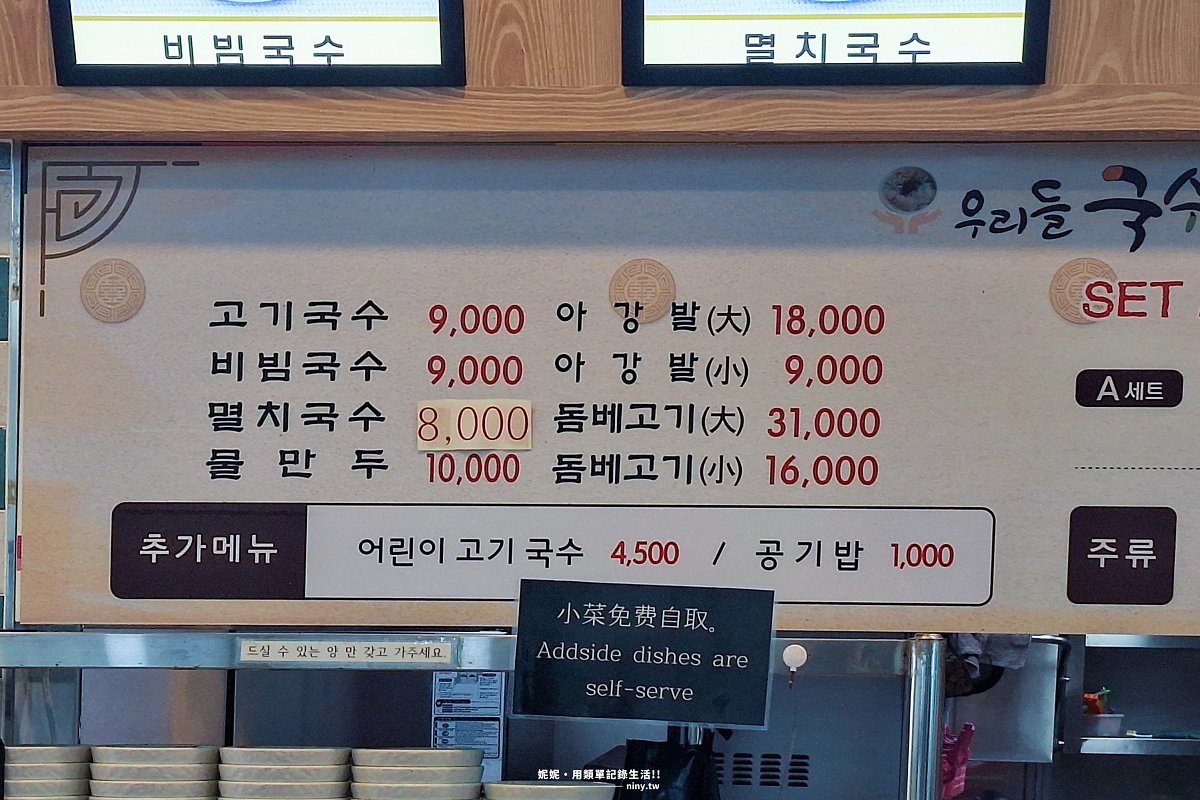 비빔국수
멸치국수
우리들 국수
SET
고기국수 9,000 아강발(大) 18,000
비빔국수 9,000 아강발(小) 9,000
멸치국수 8,000 돔베고기(大) 31,000
물만두 10,000 돔베고기(小) 16,000
A 세트
추가메뉴 어린이 고기 국수 4,500 / 공기밥 1,000
주류
小菜免费自取。
Addside dishes are
self-serve
드실 수 있는 양 만 갖고 가주세요.
妮妮•用類單記錄生活!!
niny.tw